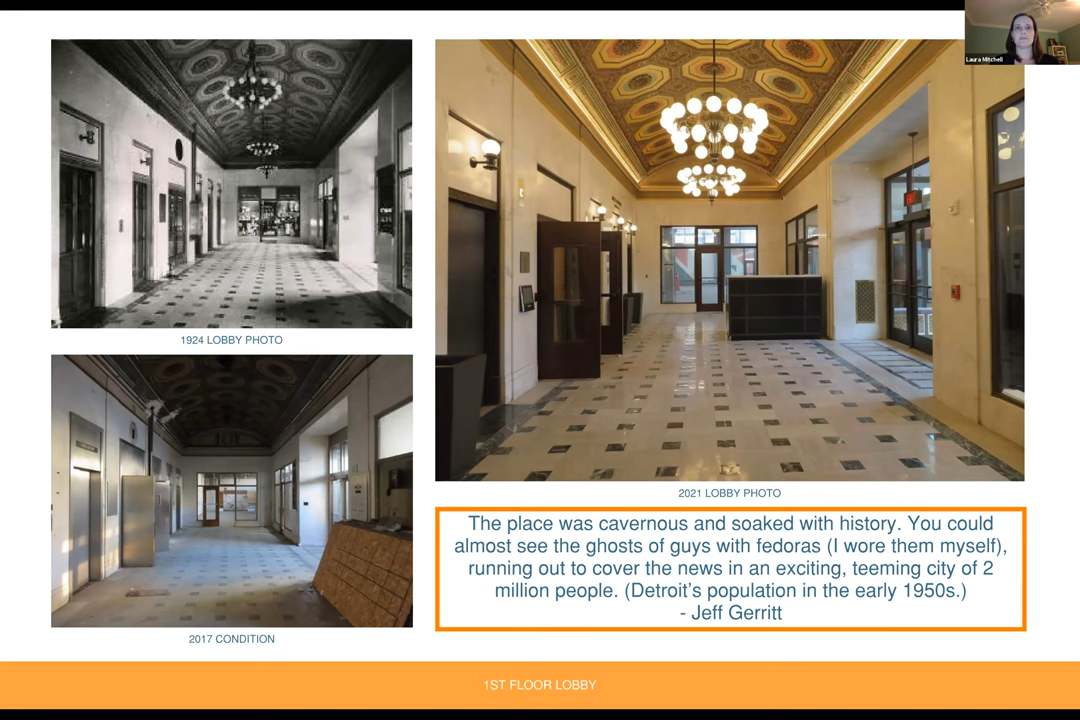 Laura Mitchell
1924 LOBBY PHOTO
2017 CONDITION
2021 LOBBY PHOTO
The place was cavernous and soaked with history. You could
almost see the ghosts of guys with fedoras (I wore them myself),
running out to cover the news in an exciting, teeming city of 2
million people. (Detroit’s population in the early 1950s.)
- Jeff Gerritt
1ST FLOOR LOBBY